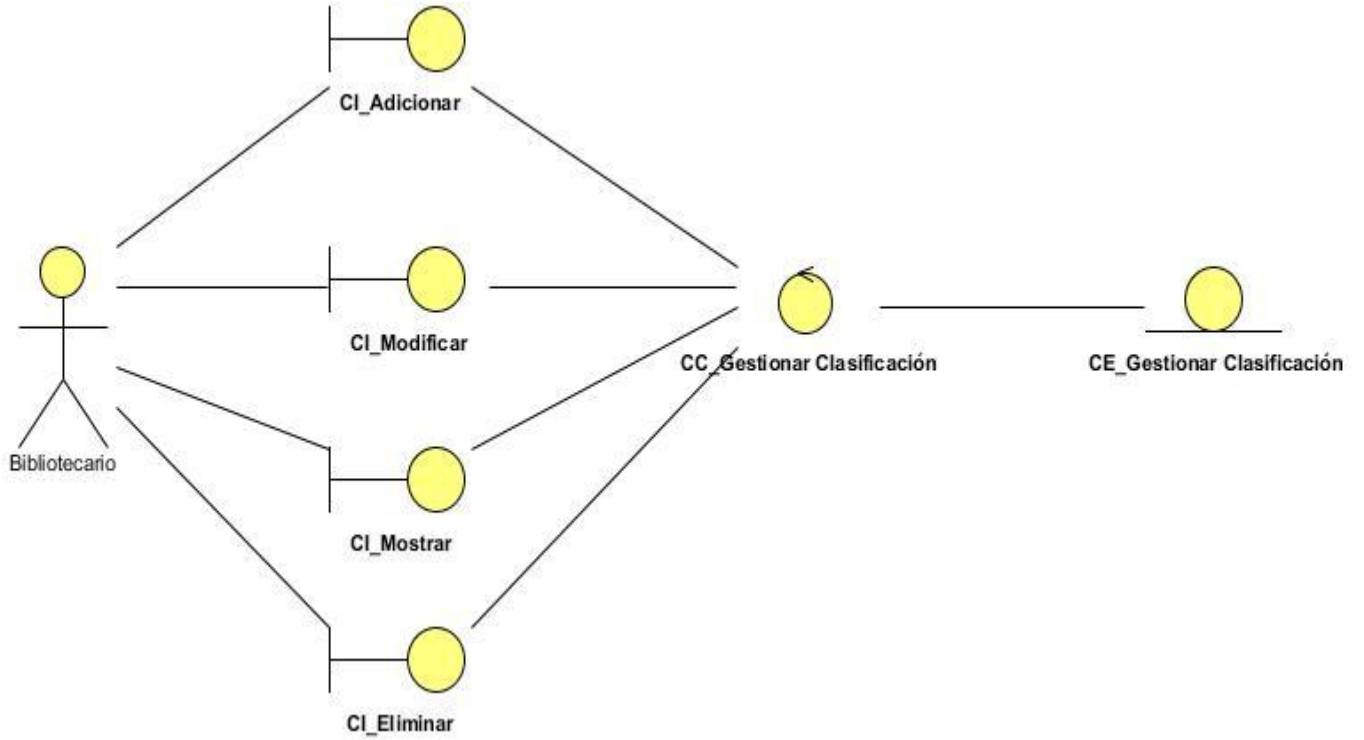 CI_Adicionar
CI_Modificar
CC_Gestionar Clasificación
CE_Gestionar Clasificación
Bibliotecario
CI_Mostrar
CI_Eliminar